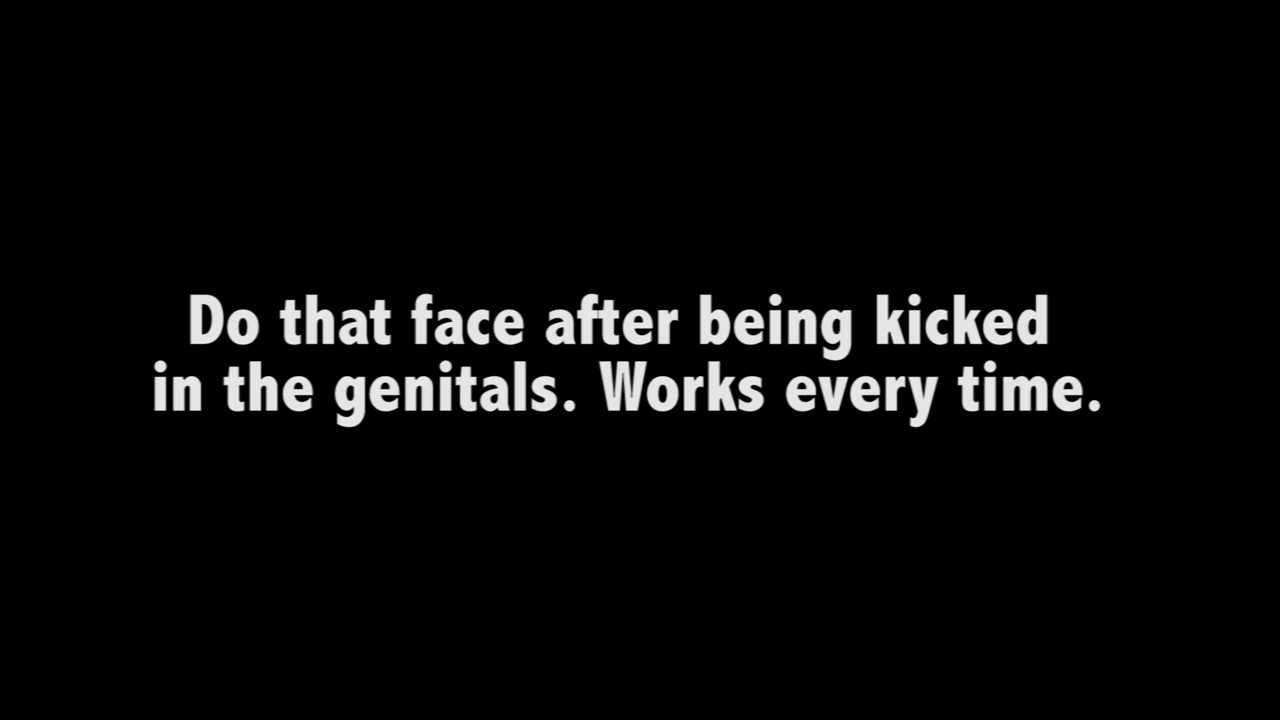 Do that face after being kicked
in the genitals. Works every time.